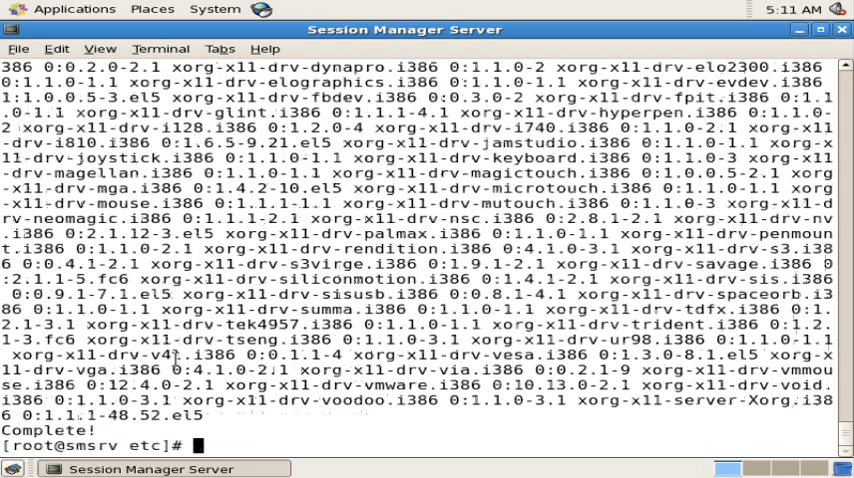 Applications Places System 5:11 AM
Session Manager Server
File Edit View Terminal Tabs Help
386 0:0.2.0-2.1 xorg-x11-drv-dynapro.i386 0:1.1.0-2 xorg-x11-drv-elo2300.i386
0:1.1.0-1.1 xorg-x11-drv-elographics.i386 0:1.1.0-1.1 xorg-x11-drv-evdev.i386
1:1.0.0.5-3.el5 xorg-x11-drv-fbdev.i386 0:0.3.0-2 xorg-x11-drv-fpit.i386 0:1.1
.0-1.1 xorg-x11-drv-glint.i386 0:1.1.1-4.1 xorg-x11-drv-hyperpen.i386 0:1.1.0-
2 xorg-x11-drv-i128.i386 0:1.2.0-4 xorg-x11-drv-i740.i386 0:1.1.0-2.1 xorg-x11
-drv-i810.i386 0:1.6.5-9.21.el5 xorg-x11-drv-jamstudio.i386 0:1.1.0-1.1 xorg-x
11-drv-joystick.i386 0:1.1.0-1.1 xorg-x11-drv-keyboard.i386 0:1.1.0-3 xorg-x11
-drv-magellan.i386 0:1.1.0-1.1 xorg-x11-drv-magictouch.i386 0:1.0.0.5-2.1 xorg
-x11-drv-mga.i386 0:1.4.2-10.el5 xorg-x11-drv-microtouch.i386 0:1.1.0-1.1 xorg
-x11-drv-mouse.i386 0:1.1.1-1.1 xorg-x11-drv-mutouch.i386 0:1.1.0-3 xorg-x11-d
rv-neomagic.i386 0:1.1.1-2.1 xorg-x11-drv-nsc.i386 0:2.8.1-2.1 xorg-x11-drv-nv
.i386 0:2.1.12-3.el5 xorg-x11-drv-palmax.i386 0:1.1.0-1.1 xorg-x11-drv-penmoun
t.i386 0:1.1.0-2.1 xorg-x11-drv-rendition.i386 0:4.1.0-3.1 xorg-x11-drv-s3.i38
6 0:0.4.1-2.1 xorg-x11-drv-s3virge.i386 0:1.9.1-2.1 xorg-x11-drv-savage.i386 0
:2.1.1-5.fc6 xorg-x11-drv-siliconmotion.i386 0:1.4.1-2.1 xorg-x11-drv-sis.i386
0:0.9.1-7.1.el5 xorg-x11-drv-sisusb.i386 0:0.8.1-4.1 xorg-x11-drv-spaceorb.i3
86 0:1.1.0-1.1 xorg-x11-drv-summa.i386 0:1.1.0-1.1 xorg-x11-drv-tdfx.i386 0:1.
2.1-3.1 xorg-x11-drv-tek4957.i386 0:1.1.0-1.1 xorg-x11-drv-trident.i386 0:1.2.
1-3.fc6 xorg-x11-drv-tseng.i386 0:1.1.0-3.1 xorg-x11-drv-ur98.i386 0:1.1.0-1.1
xorg-x11-drv-v4l.i386 0:0.1.1-4 xorg-x11-drv-vesa.i386 0:1.3.0-8.1.el5 xorg-x
11-drv-vga.i386 0:4.1.0-2.1 xorg-x11-drv-via.i386 0:0.2.1-9 xorg-x11-drv-vmmou
se.i386 0:12.4.0-2.1 xorg-x11-drv-vmware.i386 0:10.13.0-2.1 xorg-x11-drv-void.
i386 0:1.1.0-3.1 xorg-x11-drv-voodoo.i386 0:1.1.0-3.1 xorg-x11-server-Xorg.i38
6 0:1.1.1-48.52.el5
Complete!
[root@smsrv etc]#
Session Manager Server